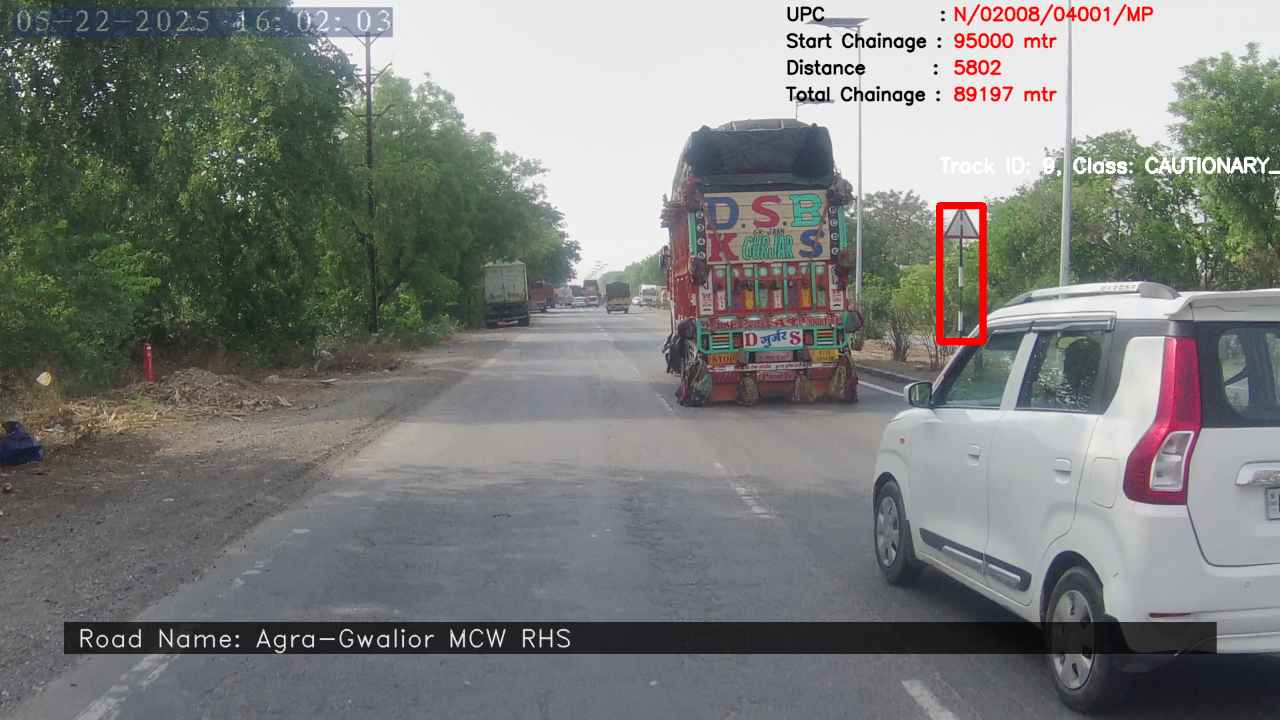 05-22-2025 16:02:03
UPC : N/02008/04001/MP
Start Chainage : 95000 mtr
Distance : 5802
Total Chainage : 89197 mtr
Track ID: 9, Class: CAUTIONARY_
D.S.B
GURJAR
K S
D गुर्जर S
STOP
Road Name: Agra-Gwalior MCW RHS